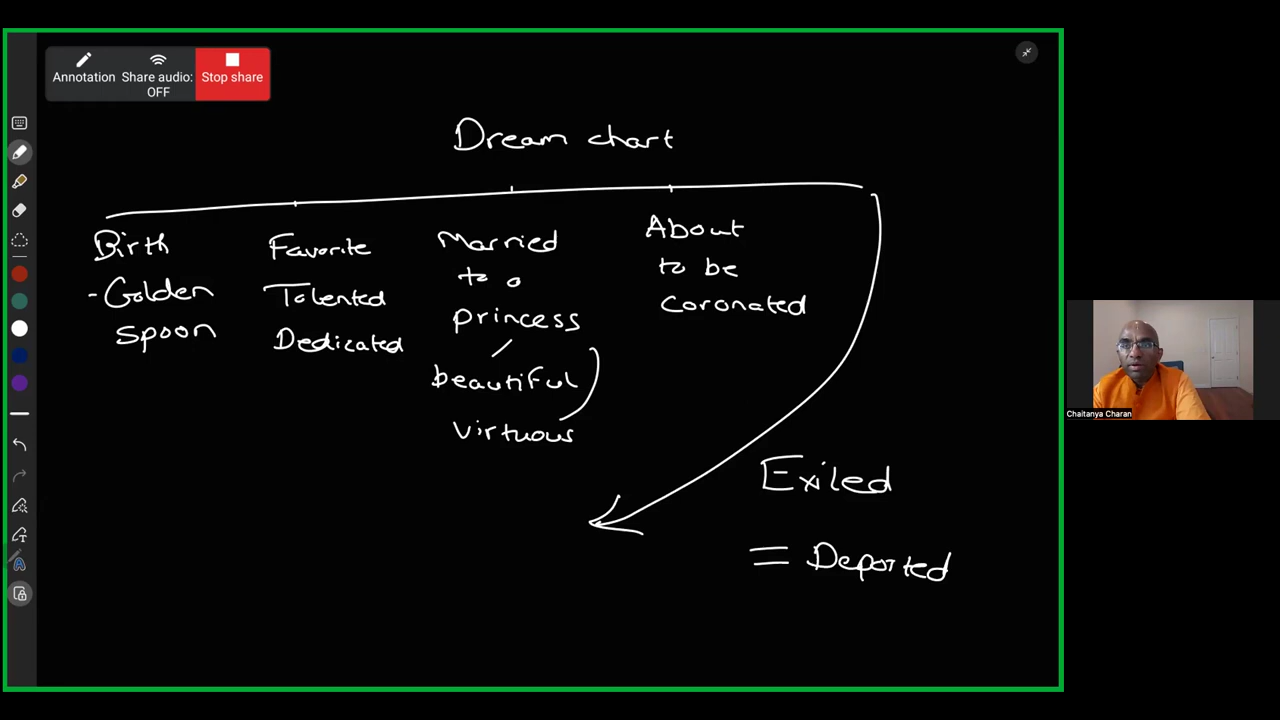 Annotation
Share audio:
OFF
Stop share
Dream chart
Birth
- Golden
spoon
Favorite
Talented
Dedicated
Married
to a
princess
beautiful
virtuous
About
to be
coronated
Exiled
= Deported
Chaitanya Charan